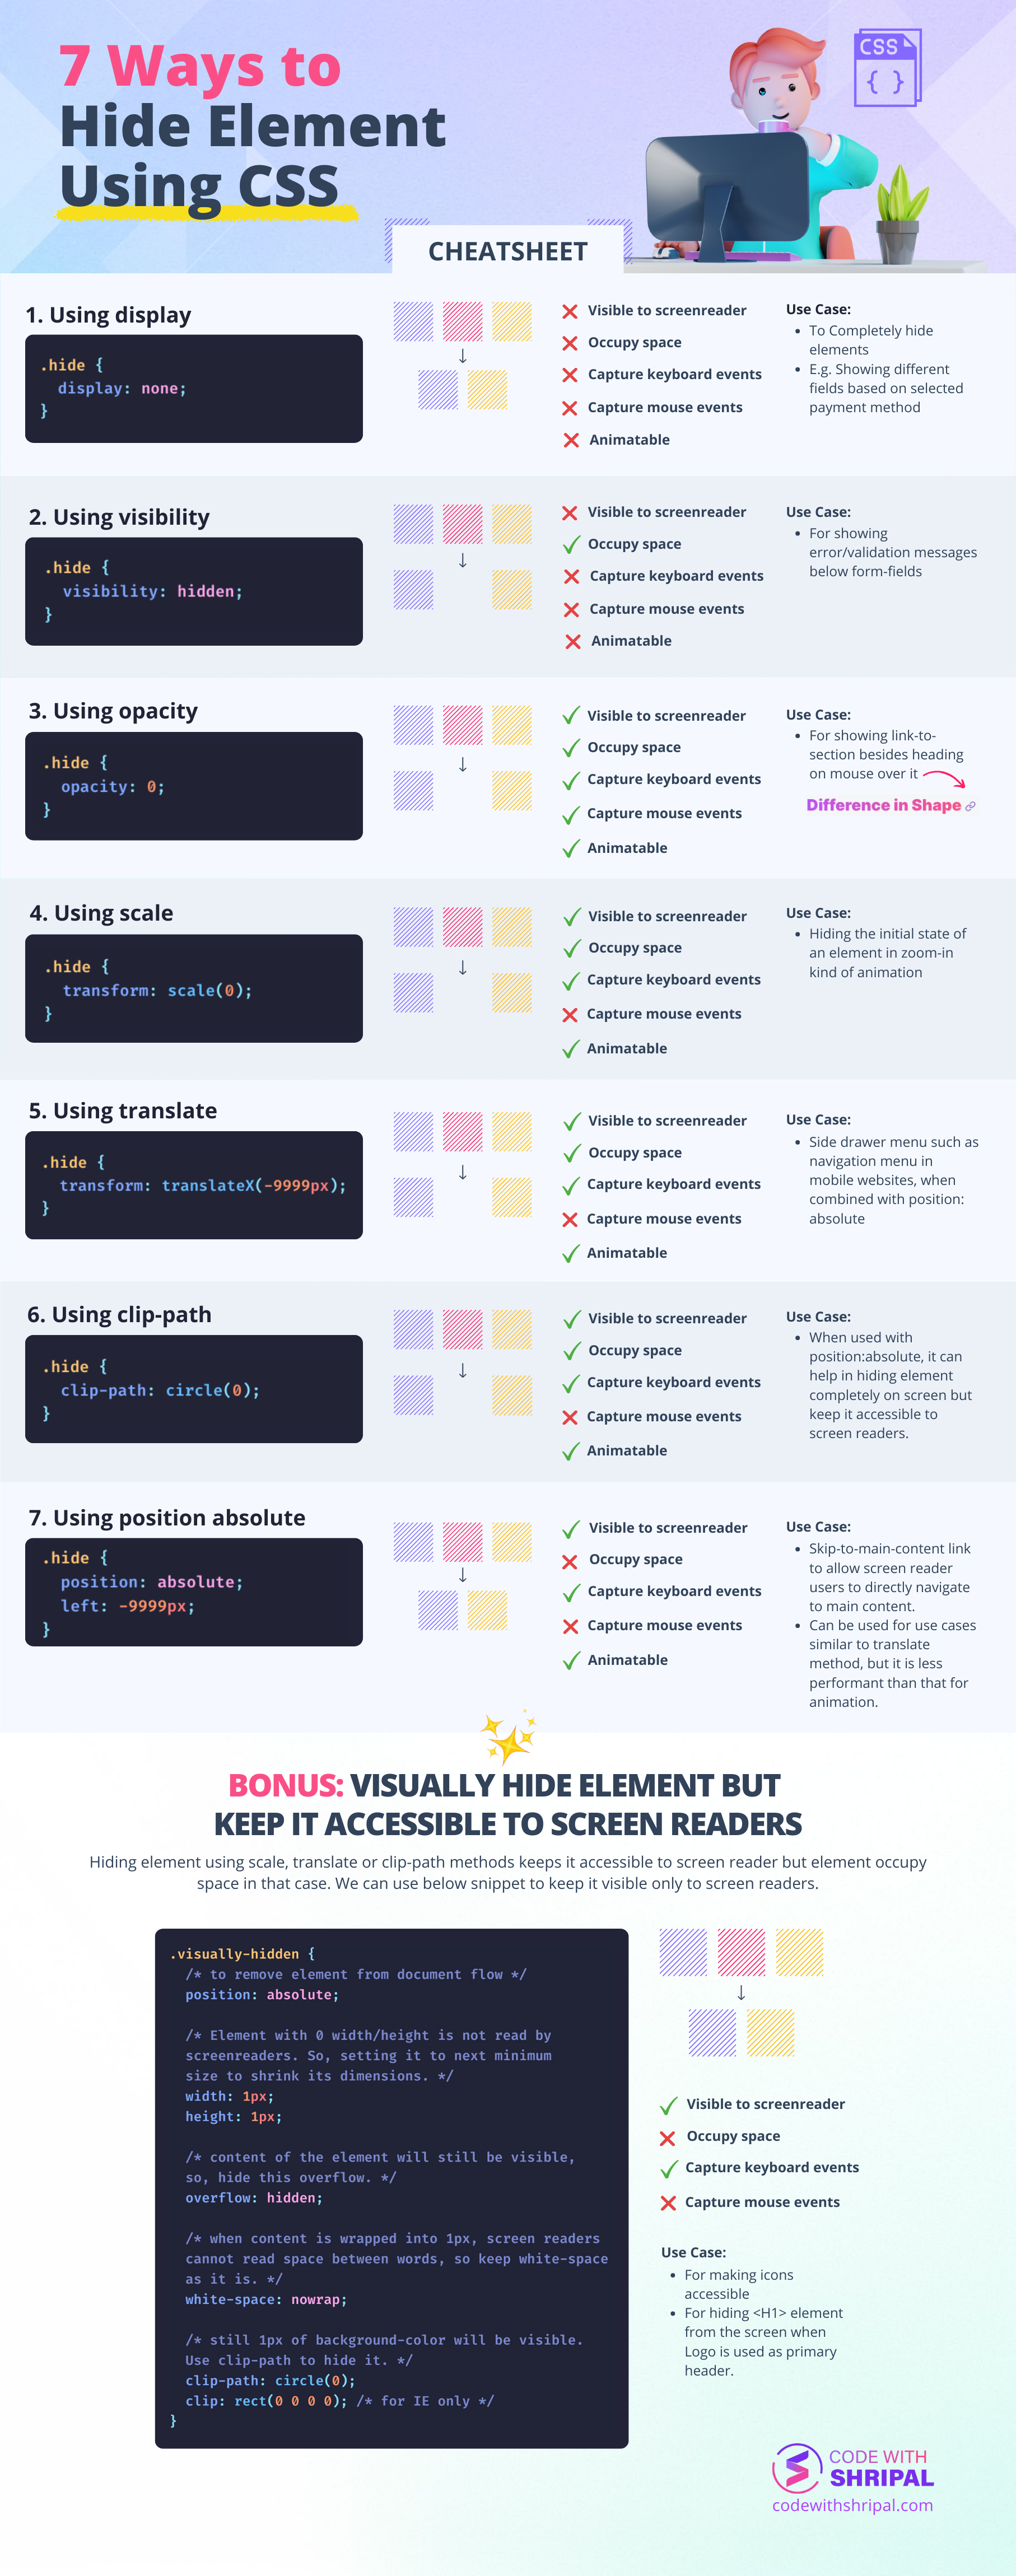 7 Ways to
Hide Element
Using CSS
CSS
{ }
CHEATSHEET
1. Using display
.hide {
display: none;
}
Visible to screenreader
Occupy space
Capture keyboard events
Capture mouse events
Animatable
Use Case:
• To Completely hide
elements
• E.g. Showing different
fields based on selected
payment method
2. Using visibility
.hide {
visibility: hidden;
}
Visible to screenreader
Occupy space
Capture keyboard events
Capture mouse events
Animatable
Use Case:
• For showing
error/validation messages
below form-fields
3. Using opacity
.hide {
opacity: 0;
}
Visible to screenreader
Occupy space
Capture keyboard events
Capture mouse events
Animatable
Use Case:
• For showing link-to-
section besides heading
on mouse over it
Difference in Shape
4. Using scale
.hide {
transform: scale(0);
}
Visible to screenreader
Occupy space
Capture keyboard events
Capture mouse events
Animatable
Use Case:
• Hiding the initial state of
an element in zoom-in
kind of animation
5. Using translate
.hide {
transform: translateX(-9999px);
}
Visible to screenreader
Occupy space
Capture keyboard events
Capture mouse events
Animatable
Use Case:
• Side drawer menu such as
navigation menu in
mobile websites, when
combined with position:
absolute
6. Using clip-path
.hide {
clip-path: circle(0);
}
Visible to screenreader
Occupy space
Capture keyboard events
Capture mouse events
Animatable
Use Case:
• When used with
position:absolute, it can
help in hiding element
completely on screen but
keep it accessible to
screen readers.
7. Using position absolute
.hide {
position: absolute;
left: -9999px;
}
Visible to screenreader
Occupy space
Capture keyboard events
Capture mouse events
Animatable
Use Case:
• Skip-to-main-content link
to allow screen reader
users to directly navigate
to main content.
• Can be used for use cases
similar to translate
method, but it is less
performant than that for
animation.
BONUS: VISUALLY HIDE ELEMENT BUT
KEEP IT ACCESSIBLE TO SCREEN READERS
Hiding element using scale, translate or clip-path methods keeps it accessible to screen reader but element occupy
space in that case. We can use below snippet to keep it visible only to screen readers.
.visually-hidden {
/* to remove element from document flow */
position: absolute;
/* Element with 0 width/height is not read by
screenreaders. So, setting it to next minimum
size to shrink its dimensions. */
width: 1px;
height: 1px;
/* content of the element will still be visible,
so, hide this overflow. */
overflow: hidden;
/* when content is wrapped into 1px, screen readers
cannot read space between words, so keep white-space
as it is. */
white-space: nowrap;
/* still 1px of background-color will be visible.
Use clip-path to hide it. */
clip-path: circle(0);
clip: rect(0 0 0 0); /* for IE only */
}
Visible to screenreader
Occupy space
Capture keyboard events
Capture mouse events
Use Case:
• For making icons
accessible
• For hiding <H1> element
from the screen when
Logo is used as primary
header.
CODE WITH
SHRIPAL
codewithshripal.com